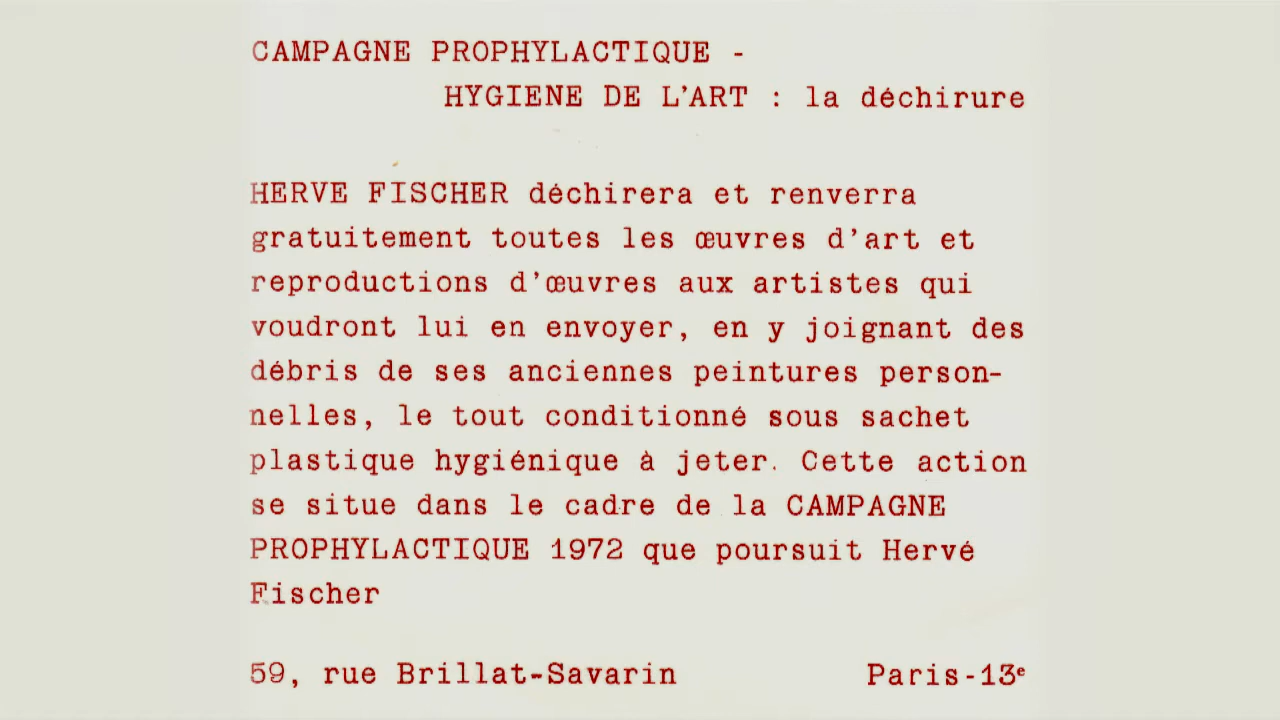 CAMPAGNE PROPHYLACTIQUE -
HYGIENE DE L'ART : la déchirure
HERVE FISCHER déchirera et renverra
gratuitement toutes les œuvres d'art et
reproductions d'œuvres aux artistes qui
voudront lui en envoyer, en y joignant des
débris de ses anciennes peintures person-
nelles, le tout conditionné sous sachet
plastique hygiénique à jeter. Cette action
se situe dans le cadre de la CAMPAGNE
PROPHYLACTIQUE 1972 que poursuit Hervé
Fischer
59, rue Brillat-Savarin Paris-13e